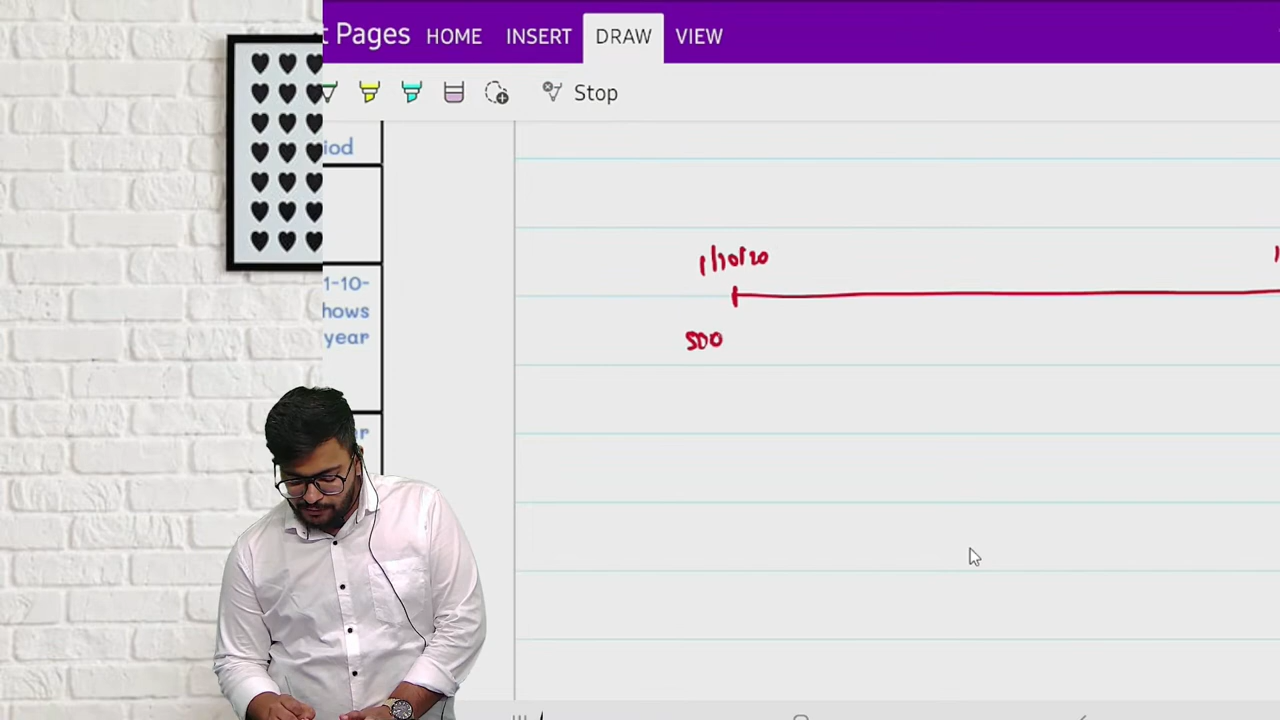 t Pages HOME INSERT DRAW VIEW
Stop
iod
1-10-
hows
year
1/10/20
500